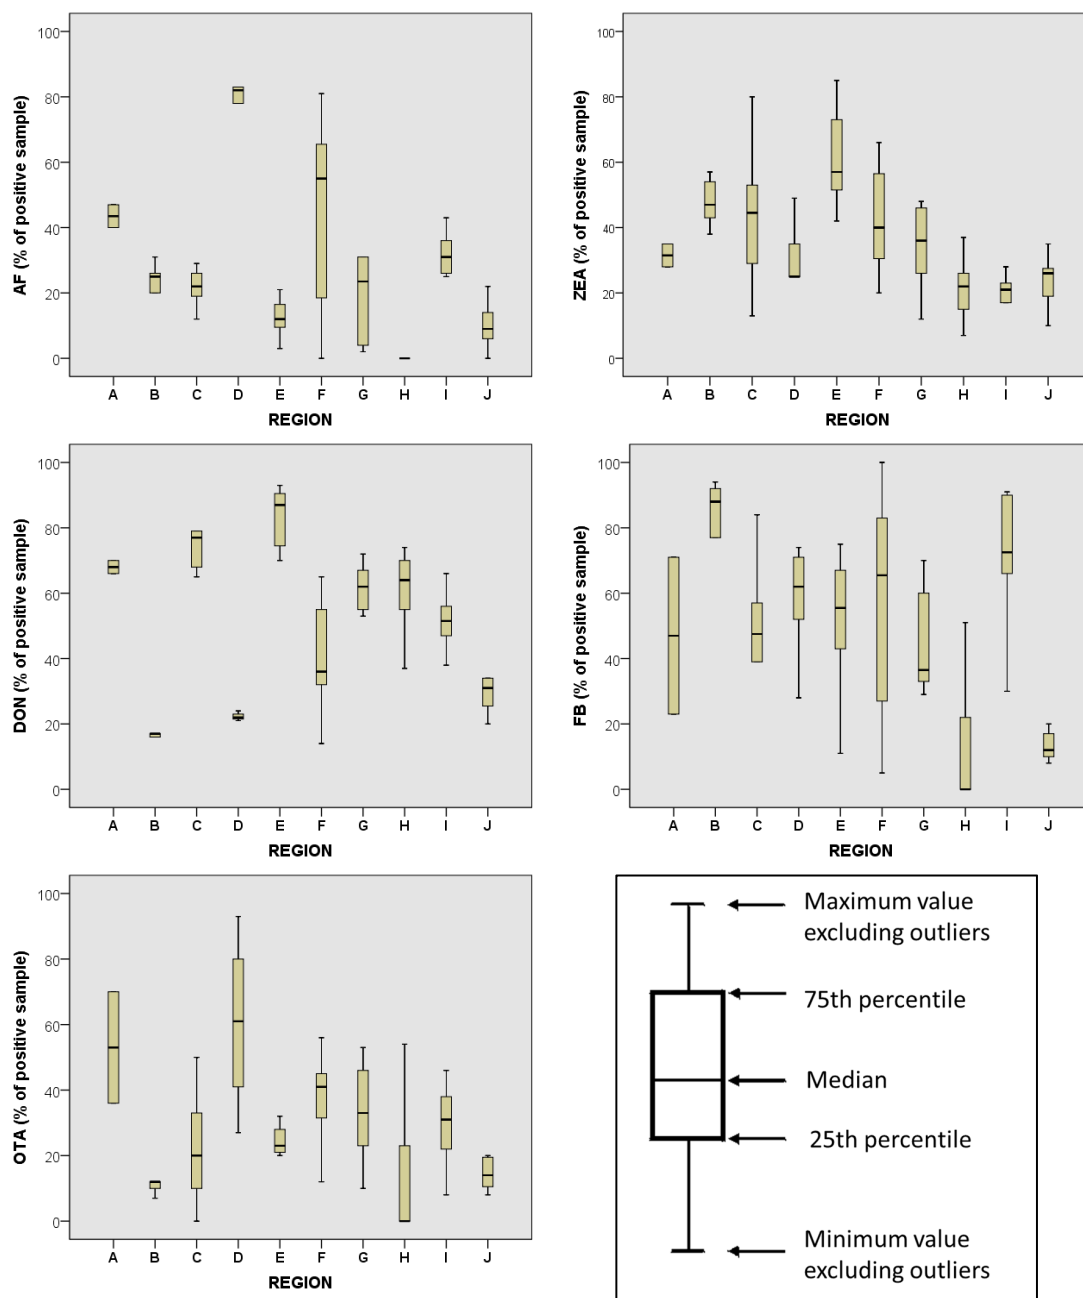 AF (% of positive sample)
100
80
60
40
20
0
A B C D E F G H I J
REGION
ZEA (% of positive sample)
100
80
60
40
20
0
A B C D E F G H I J
REGION
DON (% of positive sample)
100
80
60
40
20
0
A B C D E F G H I J
REGION
FB (% of positive sample)
100
80
60
40
20
0
A B C D E F G H I J
REGION
OTA (% of positive sample)
100
80
60
40
20
0
A B C D E F G H I J
REGION
Maximum value
excluding outliers
75th percentile
Median
25th percentile
Minimum value
excluding outliers